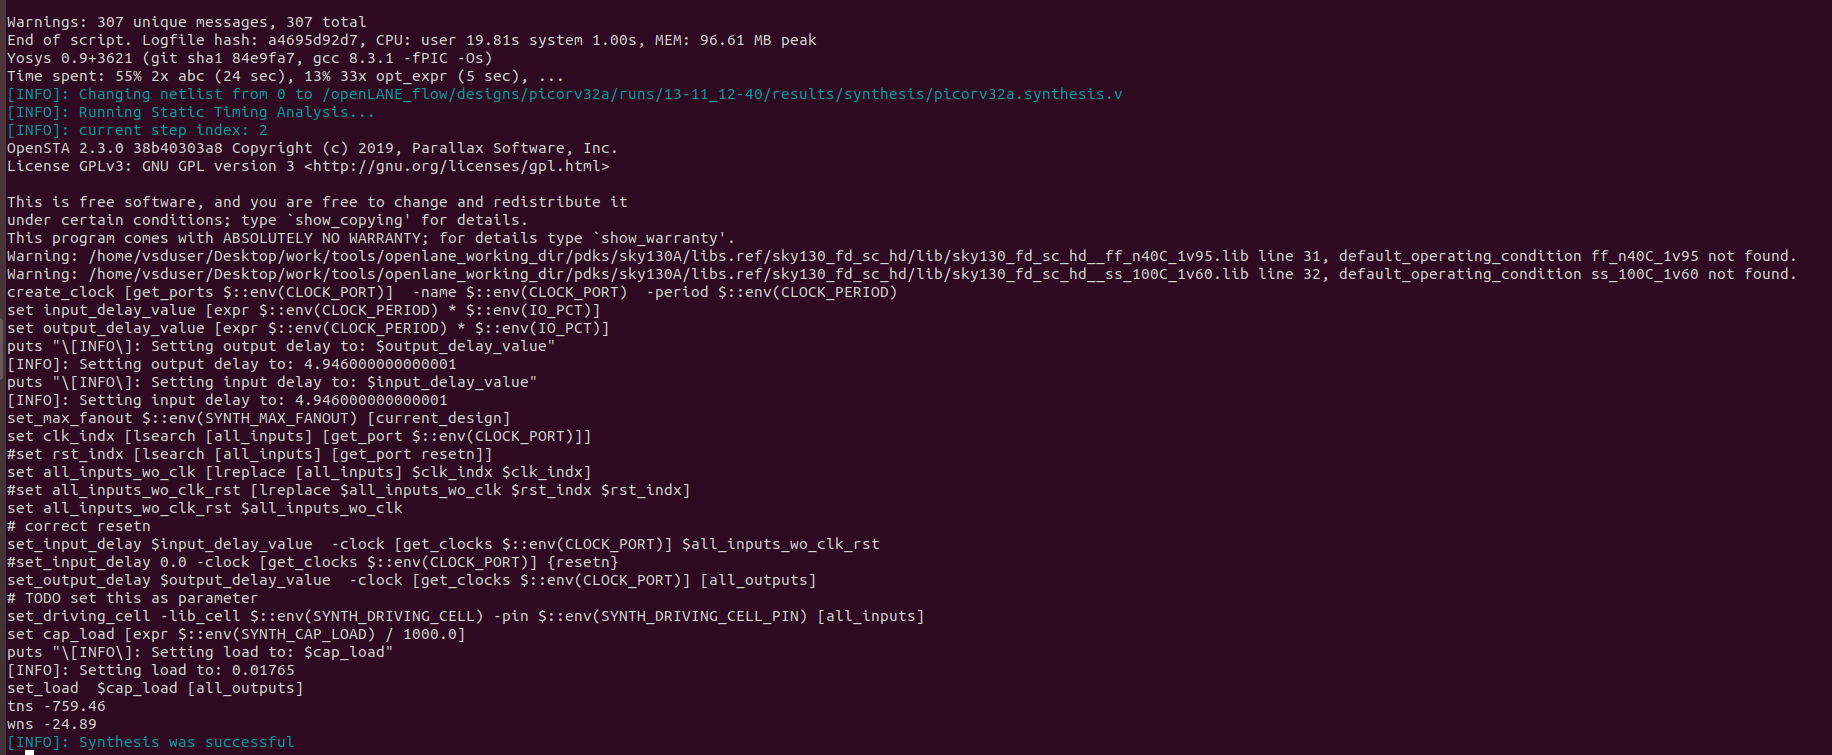 Warnings: 307 unique messages, 307 total
End of script. Logfile hash: a4695d92d7, CPU: user 19.81s system 1.00s, MEM: 96.61 MB peak
Yosys 0.9+3621 (git sha1 84e9fa7, gcc 8.3.1 -fPIC -Os)
Time spent: 55% 2x abc (24 sec), 13% 33x opt_expr (5 sec), ...
[INFO]: Changing netlist from 0 to /openLANE_flow/designs/picorv32a/runs/13-11_12-40/results/synthesis/picorv32a.synthesis.v
[INFO]: Running Static Timing Analysis...
[INFO]: current step index: 2
OpenSTA 2.3.0 38b40303a8 Copyright (c) 2019, Parallax Software, Inc.
License GPLv3: GNU GPL version 3 <http://gnu.org/licenses/gpl.html>

This is free software, and you are free to change and redistribute it
under certain conditions; type `show_copying' for details.
This program comes with ABSOLUTELY NO WARRANTY; for details type `show_warranty'.
Warning: /home/vsduser/Desktop/work/tools/openlane_working_dir/pdks/sky130A/libs.ref/sky130_fd_sc_hd/lib/sky130_fd_sc_hd__ff_n40C_1v95.lib line 31, default_operating_condition ff_n40C_1v95 not found.
Warning: /home/vsduser/Desktop/work/tools/openlane_working_dir/pdks/sky130A/libs.ref/sky130_fd_sc_hd/lib/sky130_fd_sc_hd__ss_100C_1v60.lib line 32, default_operating_condition ss_100C_1v60 not found.
create_clock [get_ports $::env(CLOCK_PORT)]  -name $::env(CLOCK_PORT)  -period $::env(CLOCK_PERIOD)
set input_delay_value [expr $::env(CLOCK_PERIOD) * $::env(IO_PCT)]
set output_delay_value [expr $::env(CLOCK_PERIOD) * $::env(IO_PCT)]
puts "\[INFO\]: Setting output delay to: $output_delay_value"
[INFO]: Setting output delay to: 4.946000000000001
puts "\[INFO\]: Setting input delay to: $input_delay_value"
[INFO]: Setting input delay to: 4.946000000000001
set_max_fanout $::env(SYNTH_MAX_FANOUT) [current_design]
set clk_indx [lsearch [all_inputs] [get_port $::env(CLOCK_PORT)]]
#set rst_indx [lsearch [all_inputs] [get_port resetn]]
set all_inputs_wo_clk [lreplace [all_inputs] $clk_indx $clk_indx]
#set all_inputs_wo_clk_rst [lreplace $all_inputs_wo_clk $rst_indx $rst_indx]
set all_inputs_wo_clk_rst $all_inputs_wo_clk
# correct resetn
set_input_delay $input_delay_value  -clock [get_clocks $::env(CLOCK_PORT)] $all_inputs_wo_clk_rst
#set_input_delay 0.0 -clock [get_clocks $::env(CLOCK_PORT)] {resetn}
set_output_delay $output_delay_value  -clock [get_clocks $::env(CLOCK_PORT)] [all_outputs]
# TODO set this as parameter
set_driving_cell -lib_cell $::env(SYNTH_DRIVING_CELL) -pin $::env(SYNTH_DRIVING_CELL_PIN) [all_inputs]
set cap_load [expr $::env(SYNTH_CAP_LOAD) / 1000.0]
puts "\[INFO\]: Setting load to: $cap_load"
[INFO]: Setting load to: 0.01765
set_load  $cap_load [all_outputs]
tns -759.46
wns -24.89
[INFO]: Synthesis was successful